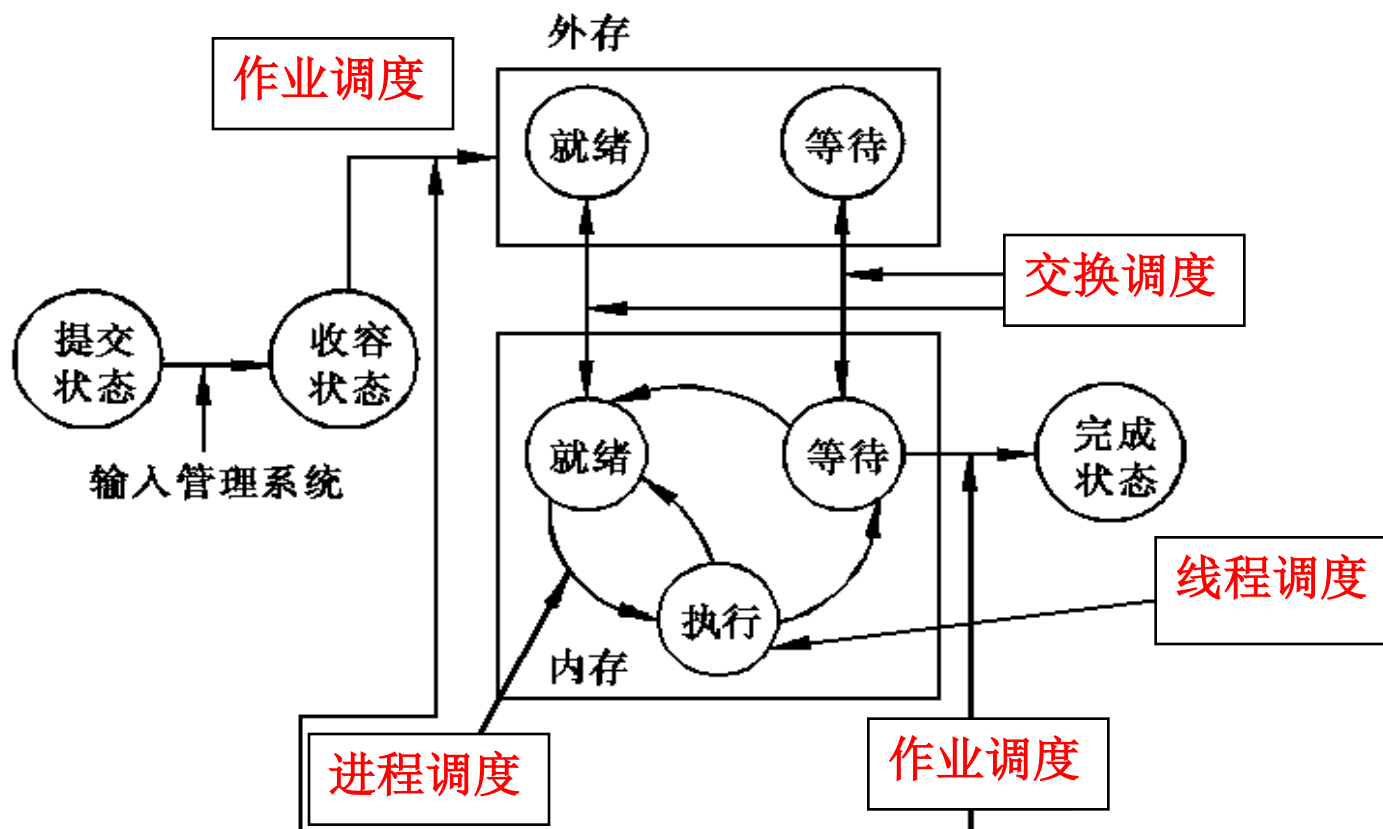 外存
作业调度
就绪
等待
交换调度
提交
状态
收容
状态
输入管理系统
就绪
等待
完成
状态
执行
线程调度
内存
进程调度
作业调度